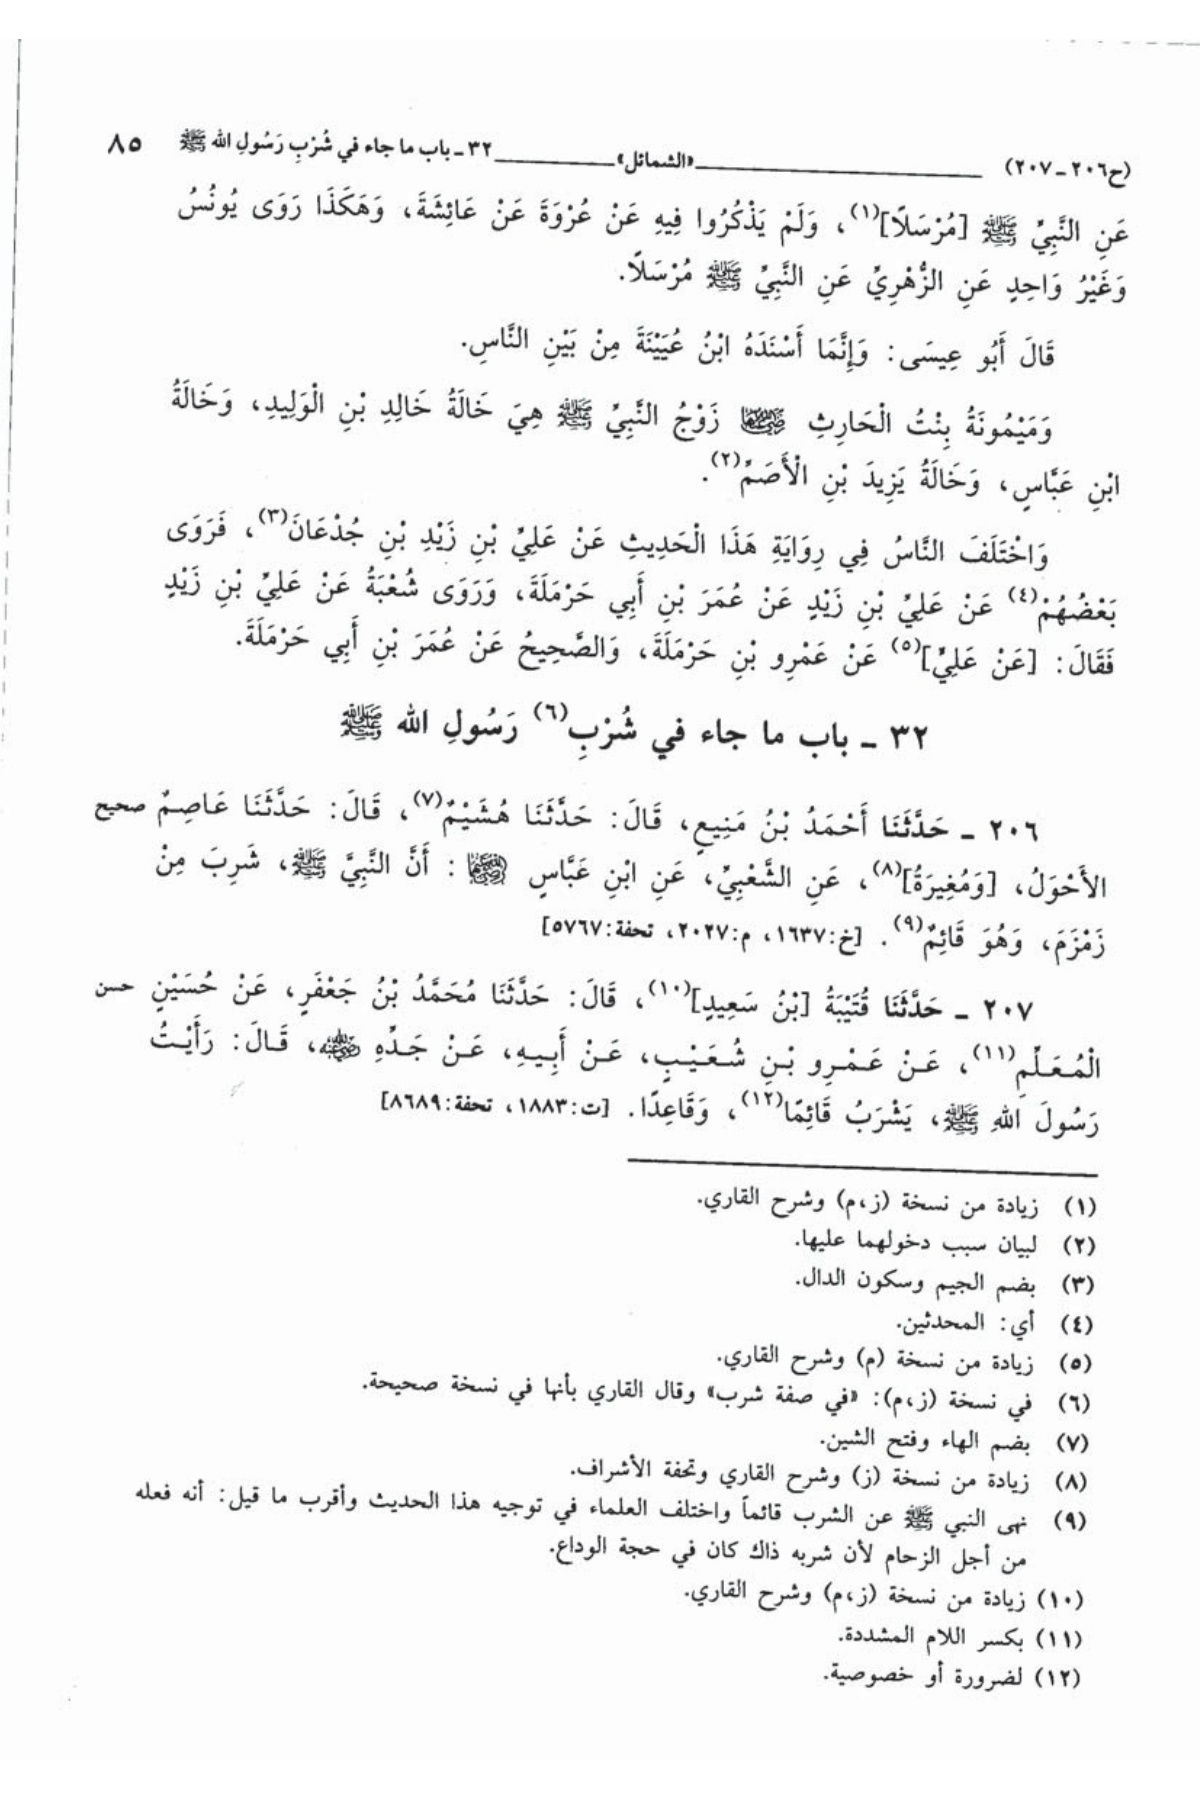 (ح٢٠٦ - ٢٠٧) «الشمائل» ٣٢ - باب ما جاء في شُرْبِ رَسُولِ الله ﷺ ٨٥
عَنِ النَّبِيِّ ﷺ [مُرْسَلًا](١)، وَلَمْ يَذْكُرُوا فِيهِ عَنْ عُرْوَةَ عَنْ عَائِشَةَ، وَهَكَذَا رَوَى يُونُسُ
وَغَيْرُ وَاحِدٍ عَنِ الزُّهْرِيِّ عَنِ النَّبِيِّ ﷺ مُرْسَلًا.
قَالَ أَبُو عِيسَى: وَإِنَّمَا أَسْنَدَهُ ابْنُ عُيَيْنَةَ مِنْ بَيْنِ النَّاسِ.
وَمَيْمُونَةُ بِنْتُ الْحَارِثِ رضي الله عنها زَوْجُ النَّبِيِّ ﷺ هِيَ خَالَةُ خَالِدِ بْنِ الْوَلِيدِ، وَخَالَةُ
ابْنِ عَبَّاسٍ، وَخَالَةُ يَزِيدَ بْنِ الْأَصَمِّ(٢).
وَاخْتَلَفَ النَّاسُ فِي رِوَايَةِ هَذَا الْحَدِيثِ عَنْ عَلِيِّ بْنِ زَيْدِ بْنِ جُدْعَانَ(٣)، فَرَوَى
بَعْضُهُمْ(٤) عَنْ عَلِيِّ بْنِ زَيْدٍ عَنْ عُمَرَ بْنِ أَبِي حَرْمَلَةَ، وَرَوَى شُعْبَةُ عَنْ عَلِيِّ بْنِ زَيْدٍ
فَقَالَ: [عَنْ عَلِيٍّ](٥) عَنْ عَمْرِو بْنِ حَرْمَلَةَ، وَالصَّحِيحُ عَنْ عُمَرَ بْنِ أَبِي حَرْمَلَةَ.
٣٢ - باب ما جاء في شُرْبِ(٦) رَسُولِ الله ﷺ
٢٠٦ - حَدَّثَنَا أَحْمَدُ بْنُ مَنِيعٍ، قَالَ: حَدَّثَنَا هُشَيْمٌ(٧)، قَالَ: حَدَّثَنَا عَاصِمٌ صحيح
الأَحْوَلُ، [وَمُغِيرَةُ](٨)، عَنِ الشَّعْبِيِّ، عَنِ ابْنِ عَبَّاسٍ رضي الله عنهما: أَنَّ النَّبِيَّ ﷺ، شَرِبَ مِنْ
زَمْزَمَ، وَهُوَ قَائِمٌ(٩). [خ:١٦٣٧، م:٢٠٢٧، تحفة:٥٧٦٧]
٢٠٧ - حَدَّثَنَا قُتَيْبَةُ [بْنُ سَعِيدٍ](١٠)، قَالَ: حَدَّثَنَا مُحَمَّدُ بْنُ جَعْفَرٍ، عَنْ حُسَيْنٍ حسن
الْمُعَلِّمِ(١١)، عَنْ عَمْرِو بْنِ شُعَيْبٍ، عَنْ أَبِيهِ، عَنْ جَدِّهِ رضي الله عنه، قَالَ: رَأَيْتُ
رَسُولَ اللهِ ﷺ، يَشْرَبُ قَائِمًا(١٢)، وَقَاعِدًا. [ت:١٨٨٣، تحفة:٨٦٨٩]
(١) زيادة من نسخة (ز،م) وشرح القاري.
(٢) لبيان سبب دخولهما عليها.
(٣) بضم الجيم وسكون الدال.
(٤) أي: المحدثين.
(٥) زيادة من نسخة (م) وشرح القاري.
(٦) في نسخة (ز،م): «في صفة شرب» وقال القاري بأنها في نسخة صحيحة.
(٧) بضم الهاء وفتح الشين.
(٨) زيادة من نسخة (ز) وشرح القاري وتحفة الأشراف.
(٩) نهى النبي ﷺ عن الشرب قائماً واختلف العلماء في توجيه هذا الحديث وأقرب ما قيل: أنه فعله
من أجل الزحام لأن شربه ذاك كان في حجة الوداع.
(١٠) زيادة من نسخة (ز،م) وشرح القاري.
(١١) بكسر اللام المشددة.
(١٢) لضرورة أو خصوصية.